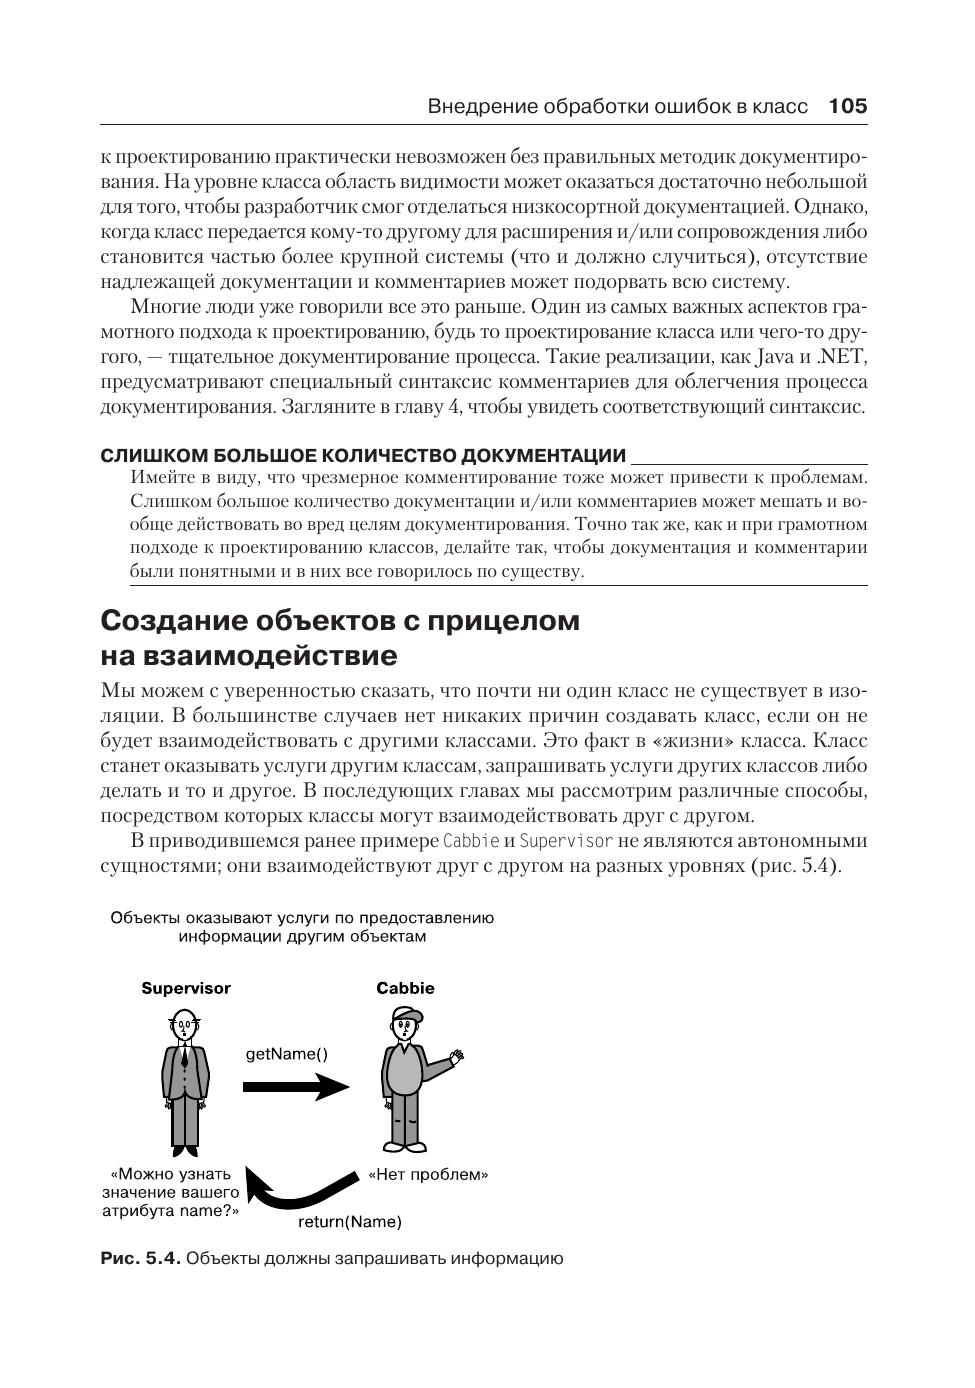 Внедрение обработки ошибок в класс 105
к проектированию практически невозможен без правильных методик документиро-
вания. На уровне класса область видимости может оказаться достаточно небольшой
для того, чтобы разработчик смог отделаться низкосортной документацией. Однако,
когда класс передается кому-то другому для расширения и/или сопровождения либо
становится частью более крупной системы (что и должно случиться), отсутствие
надлежащей документации и комментариев может подорвать всю систему.
Многие люди уже говорили все это раньше. Один из самых важных аспектов гра-
мотного подхода к проектированию, будь то проектирование класса или чего-то дру-
гого, — тщательное документирование процесса. Такие реализации, как Java и .NET,
предусматривают специальный синтаксис комментариев для облегчения процесса
документирования. Загляните в главу 4, чтобы увидеть соответствующий синтаксис.
СЛИШКОМ БОЛЬШОЕ КОЛИЧЕСТВО ДОКУМЕНТАЦИИ
Имейте в виду, что чрезмерное комментирование тоже может привести к проблемам.
Слишком большое количество документации и/или комментариев может мешать и во-
обще действовать во вред целям документирования. Точно так же, как и при грамотном
подходе к проектированию классов, делайте так, чтобы документация и комментарии
были понятными и в них все говорилось по существу.
Создание объектов с прицелом
на взаимодействие
Мы можем с уверенностью сказать, что почти ни один класс не существует в изо-
ляции. В большинстве случаев нет никаких причин создавать класс, если он не
будет взаимодействовать с другими классами. Это факт в «жизни» класса. Класс
станет оказывать услуги другим классам, запрашивать услуги других классов либо
делать и то и другое. В последующих главах мы рассмотрим различные способы,
посредством которых классы могут взаимодействовать друг с другом.
В приводившемся ранее примере Cabbie и Supervisor не являются автономными
сущностями; они взаимодействуют друг с другом на разных уровнях (рис. 5.4).
Объекты оказывают услуги по предоставлению
информации другим объектам
Supervisor
Cabbie
getName()
«Можно узнать
значение вашего
атрибута name?»
«Нет проблем»
return(Name)
Рис. 5.4. Объекты должны запрашивать информацию